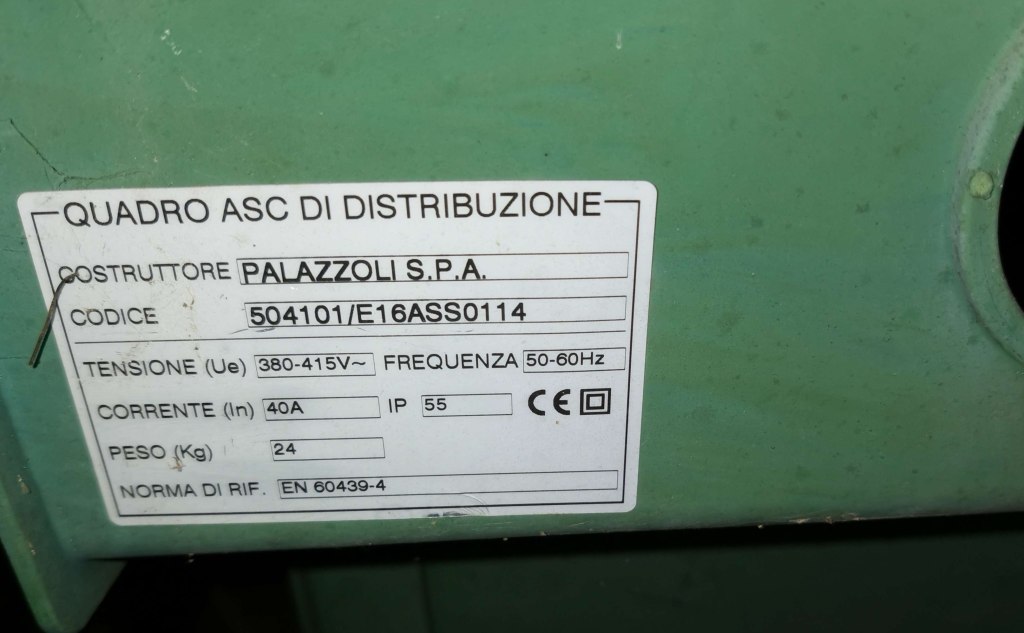 QUADRO ASC DI DISTRIBUZIONE
COSTRUTTORE PALAZZOLI S.P.A.
CODICE 504101/E16ASS0114
TENSIONE (Ue) 380-415V~ FREQUENZA 50-60Hz
CORRENTE (In) 40A IP 55 CE
PESO (Kg) 24
NORMA DI RIF. EN 60439-4